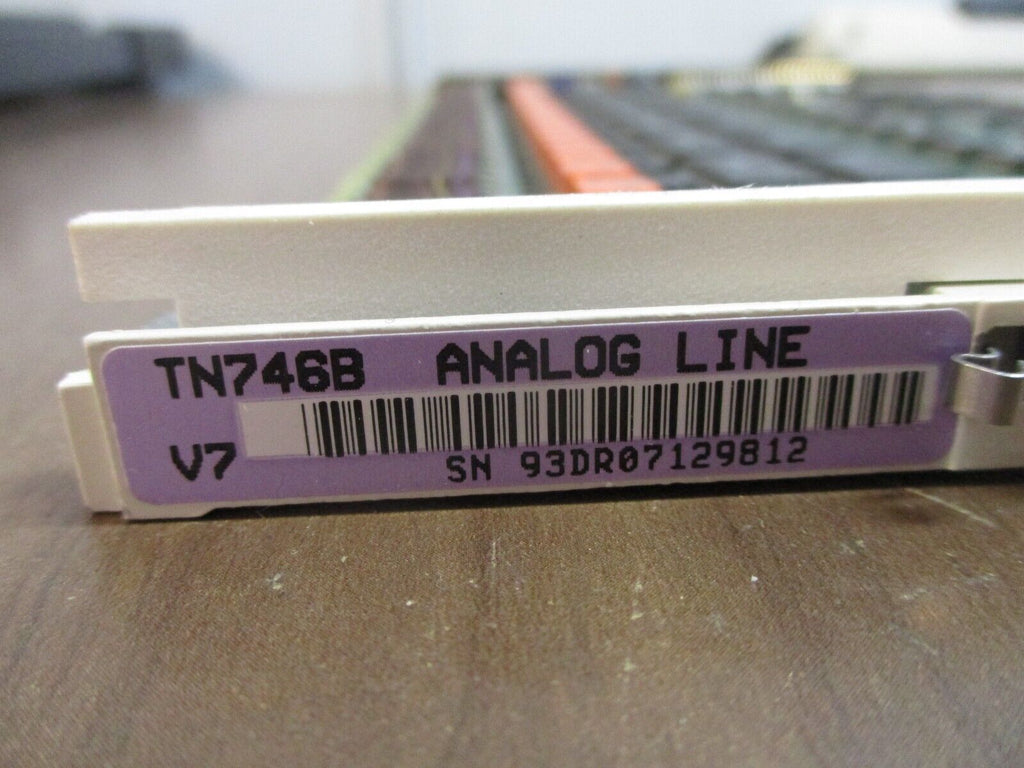 TN746B ANALOG LINE
V7
SN 93DR07129812